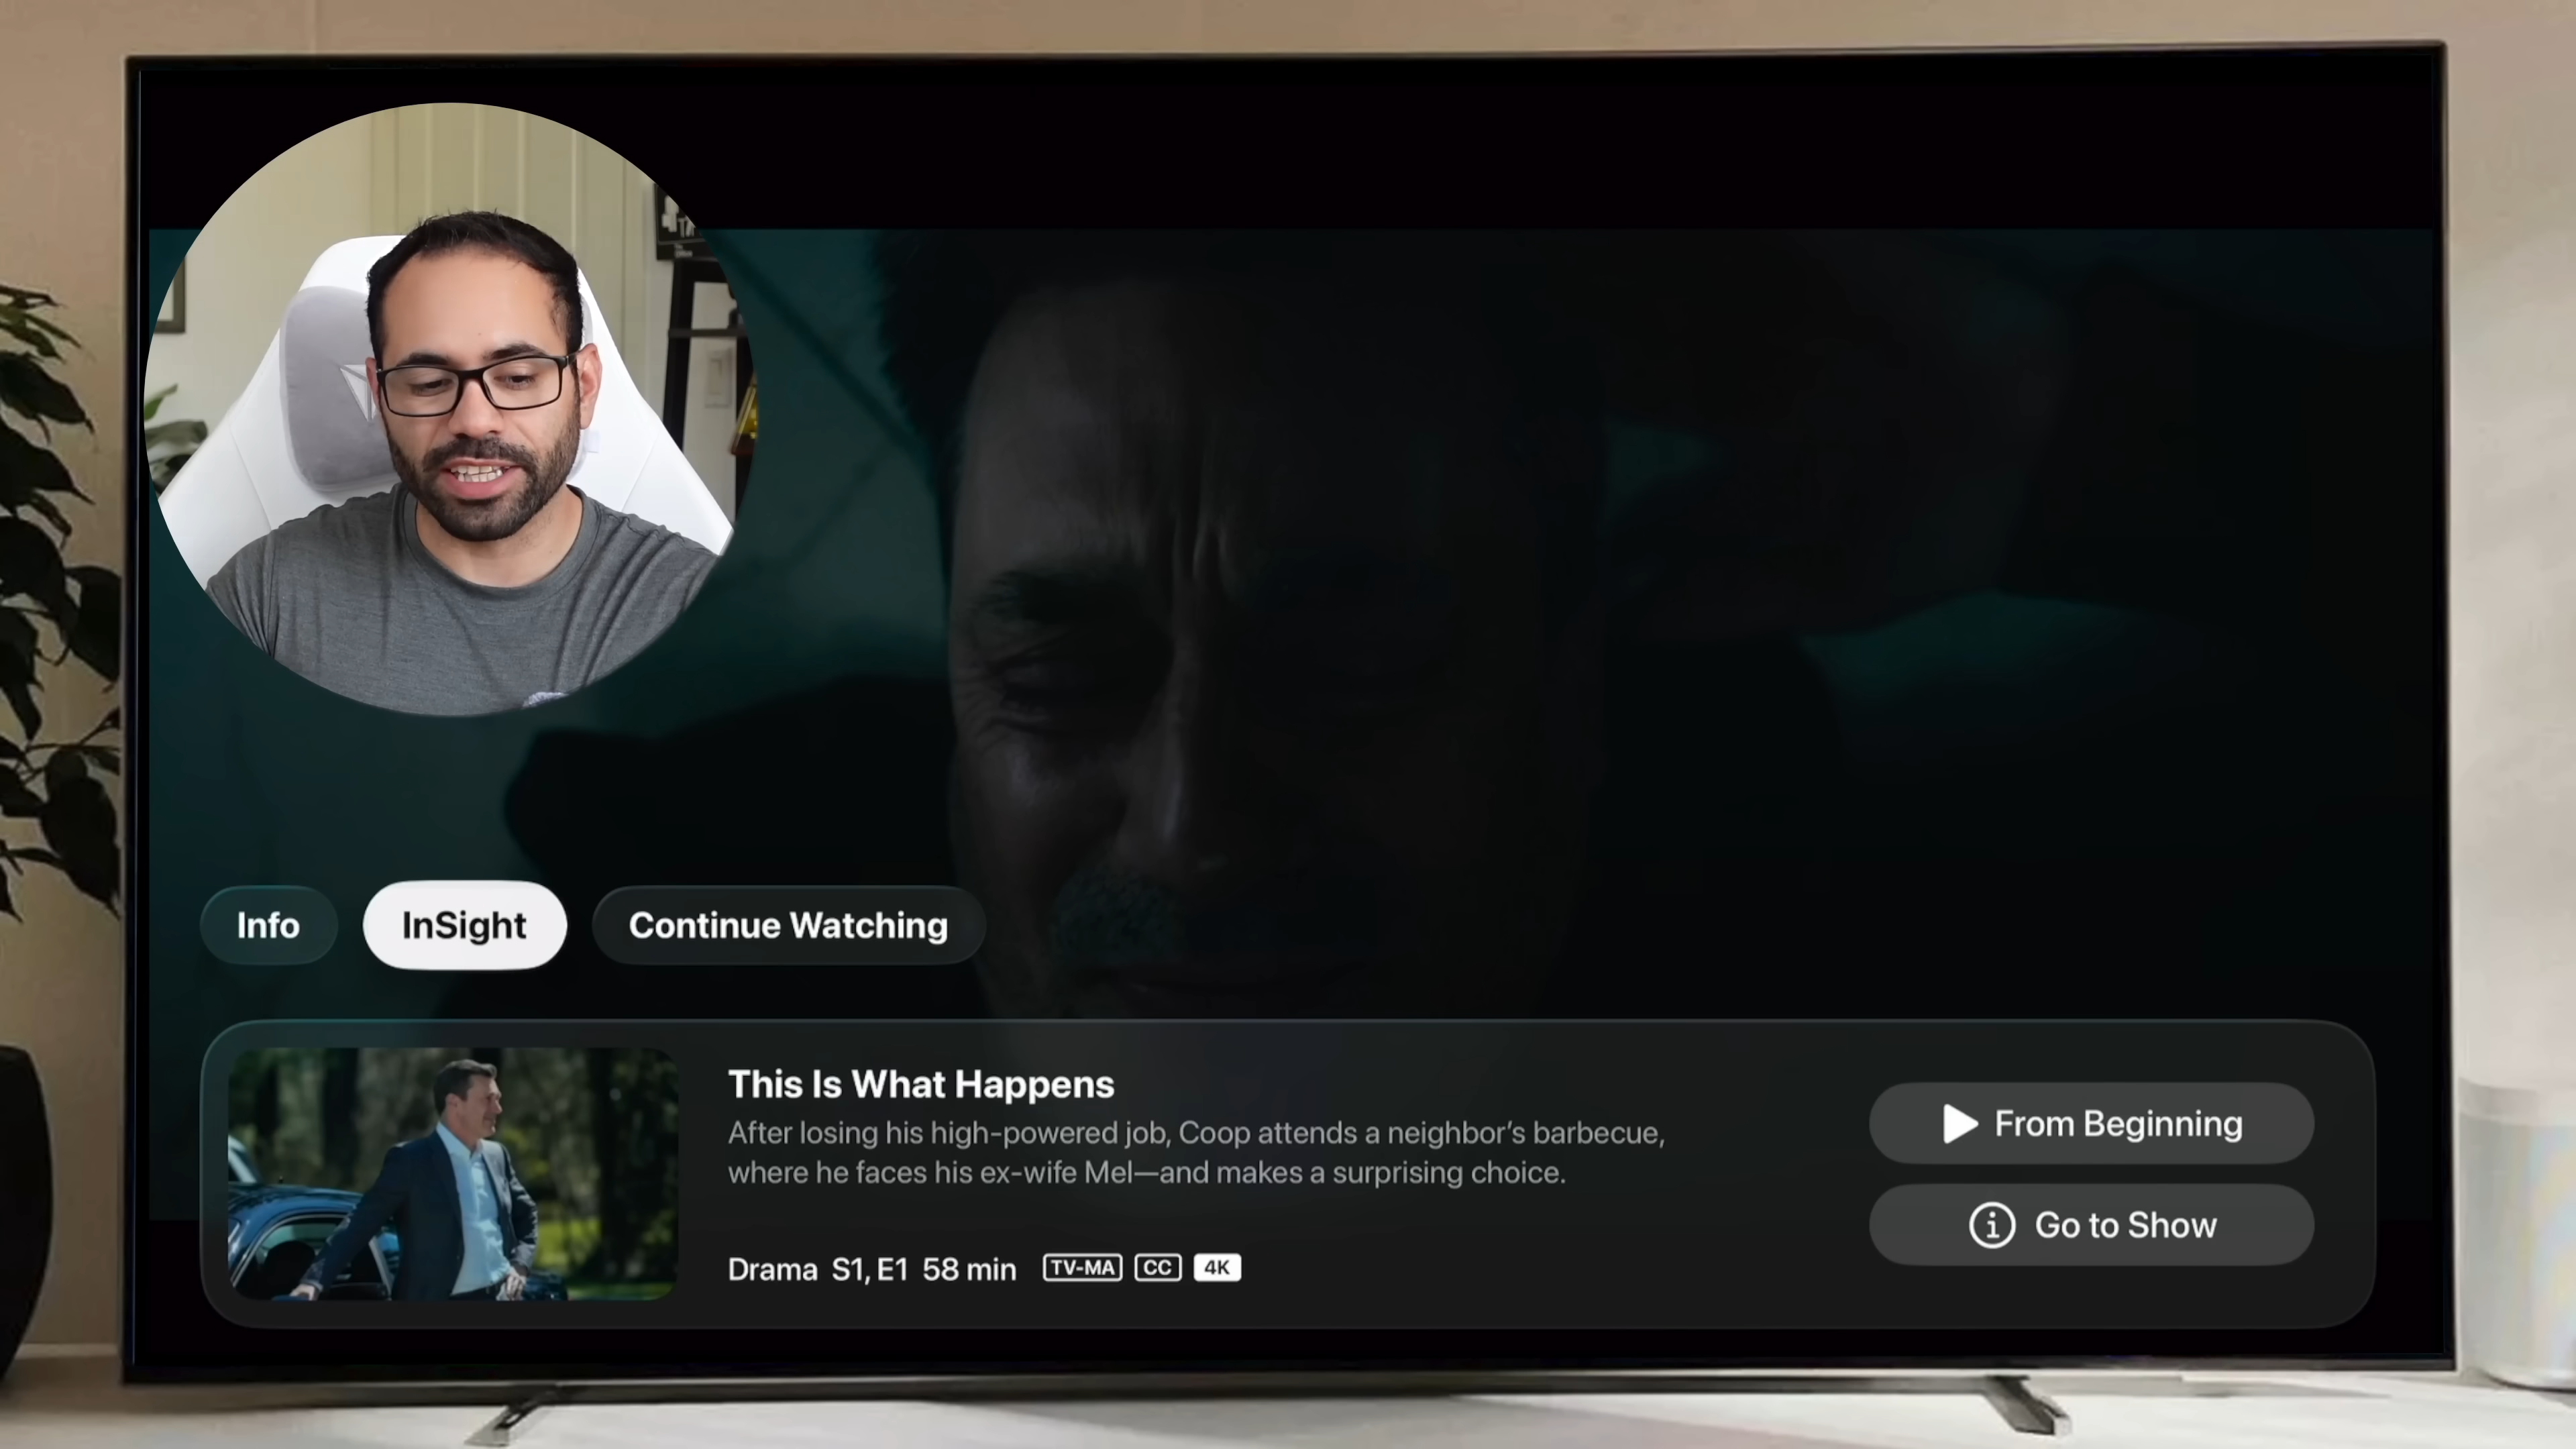 Info
InSight
Continue Watching
This Is What Happens
After losing his high-powered job, Coop attends a neighbor's barbecue,
where he faces his ex-wife Mel—and makes a surprising choice.
Drama S1, E1 58 min TV-MA CC 4K
From Beginning
Go to Show